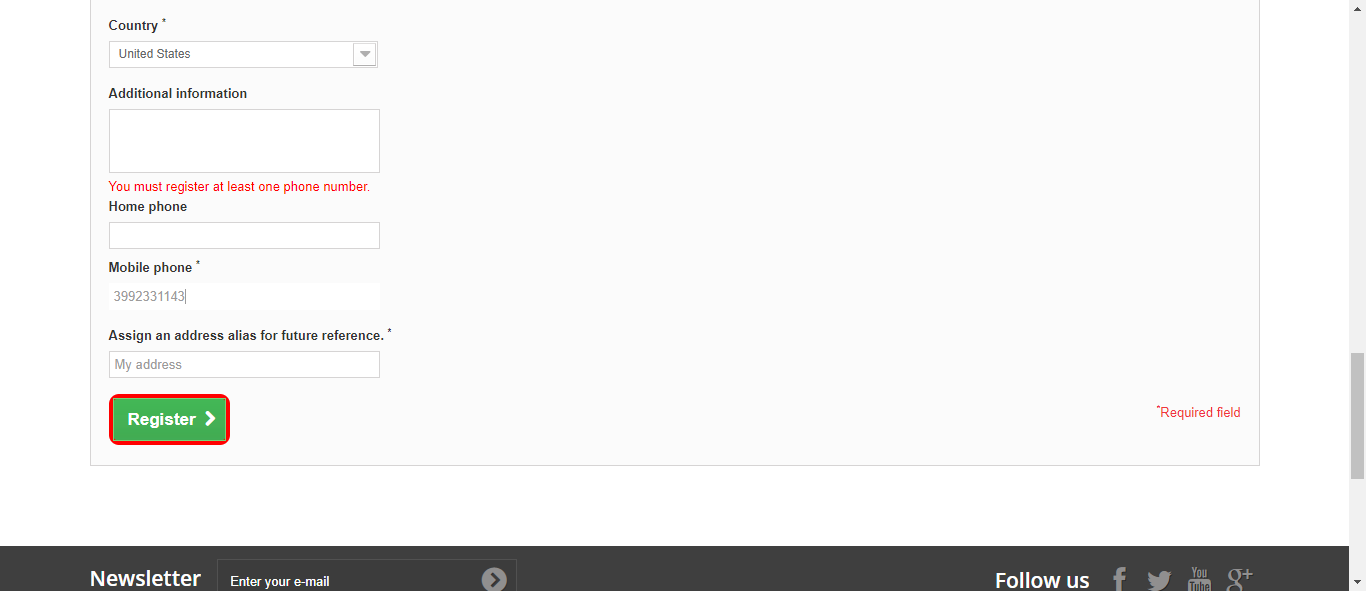 Country *
United States
Additional information
You must register at least one phone number.
Home phone
Mobile phone *
3992331143
Assign an address alias for future reference. *
My address
Register
*Required field
Newsletter
Enter your e-mail
Follow us
You
Tube
g+